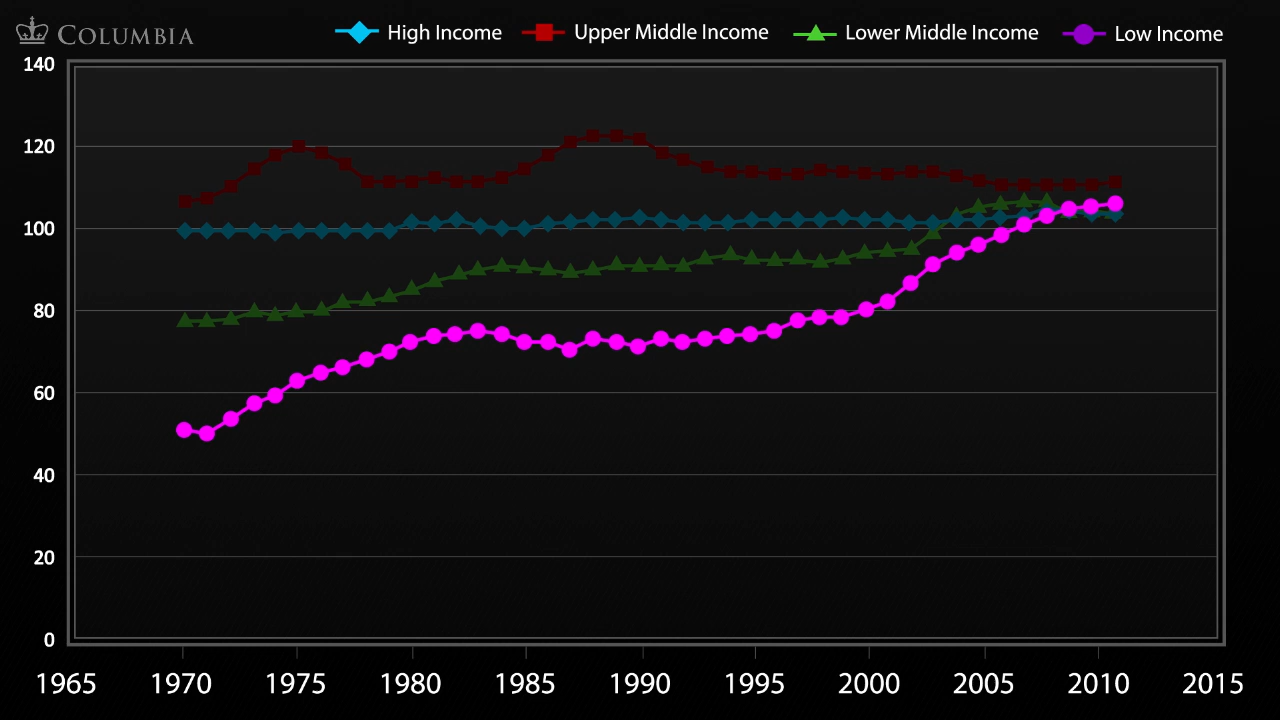 COLUMBIA
High Income
Upper Middle Income
Lower Middle Income
Low Income
140
120
100
80
60
40
20
0
1965 1970 1975 1980 1985 1990 1995 2000 2005 2010 2015